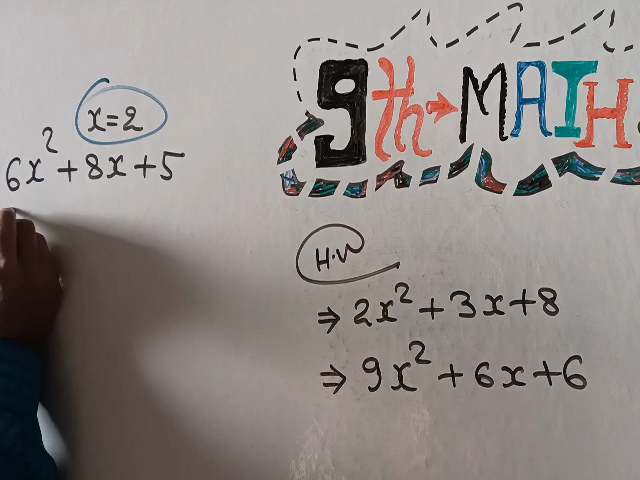 x=2
6x² + 8x + 5
9th → MATH
H.W
⇒ 2x² + 3x + 8
⇒ 9x² + 6x + 6